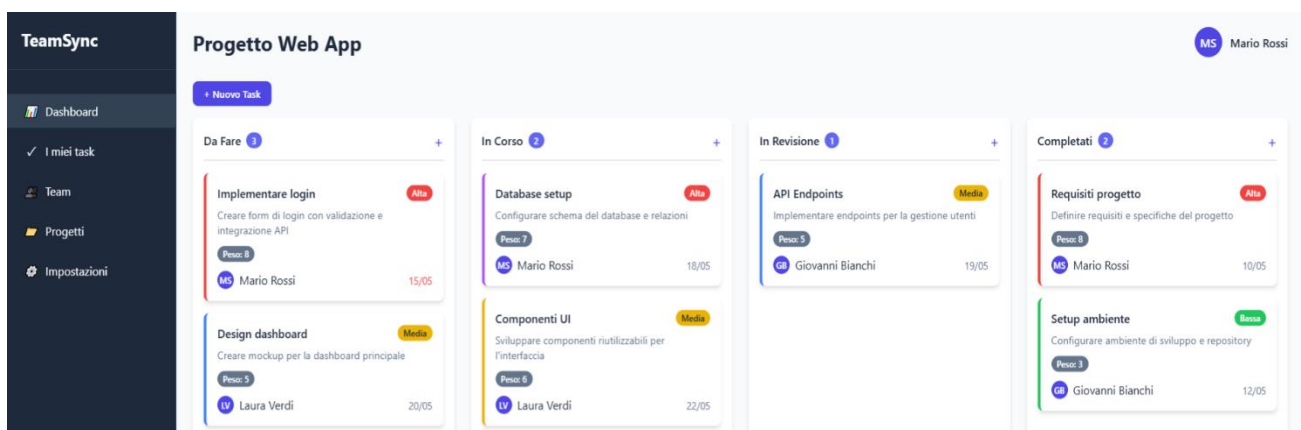 TeamSync
Dashboard
✓ I miei task
Team
Progetti
Impostazioni
Progetto Web App
MS Mario Rossi
+ Nuovo Task
Da Fare 3 +
Implementare login Alta
Creare form di login con validazione e
integrazione API
Peso: 8
MS Mario Rossi 15/05
Design dashboard Media
Creare mockup per la dashboard principale
Peso: 5
LV Laura Verdi 20/05
In Corso 2 +
Database setup Alta
Configurare schema del database e relazioni
Peso: 7
MS Mario Rossi 18/05
Componenti UI Media
Sviluppare componenti riutilizzabili per
l'interfaccia
Peso: 6
LV Laura Verdi 22/05
In Revisione 1 +
API Endpoints Media
Implementare endpoints per la gestione utenti
Peso: 5
GB Giovanni Bianchi 19/05
Completati 2 +
Requisiti progetto Alta
Definire requisiti e specifiche del progetto
Peso: 8
MS Mario Rossi 10/05
Setup ambiente Bassa
Configurare ambiente di sviluppo e repository
Peso: 3
GB Giovanni Bianchi 12/05